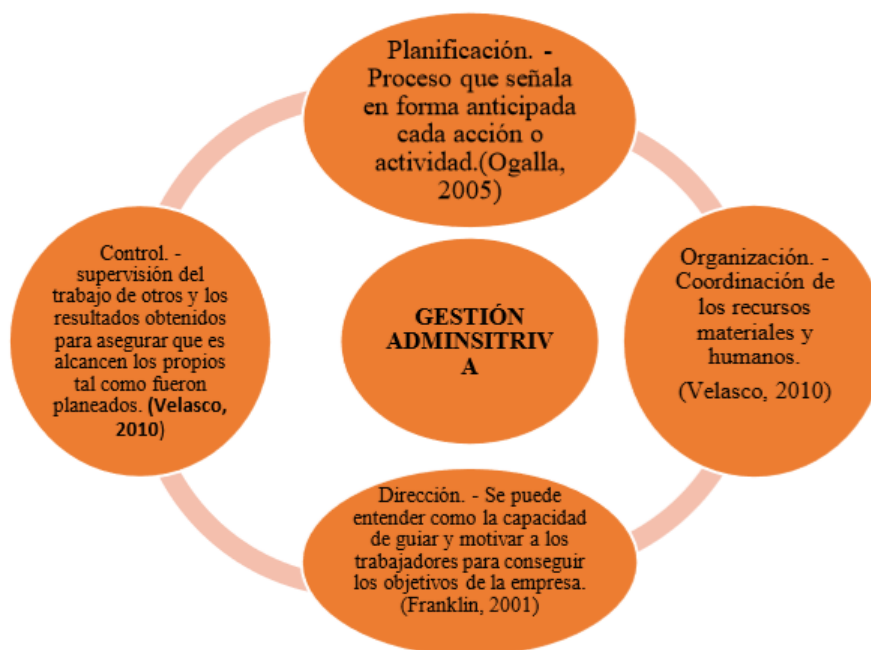 Planificación. -
Proceso que señala
en forma anticipada
cada acción o
actividad.(Ogalla,
2005)
Control. -
supervisión del
trabajo de otros y los
resultados obtenidos
para asegurar que es
alcancen los propios
tal como fueron
planeados. (Velasco,
2010)
GESTIÓN
ADMINSITRIV
A
Organización. -
Coordinación de
los recursos
materiales y
humanos.
(Velasco, 2010)
Dirección. - Se puede
entender como la capacidad
de guiar y motivar a los
trabajadores para conseguir
los objetivos de la empresa.
(Franklin, 2001)